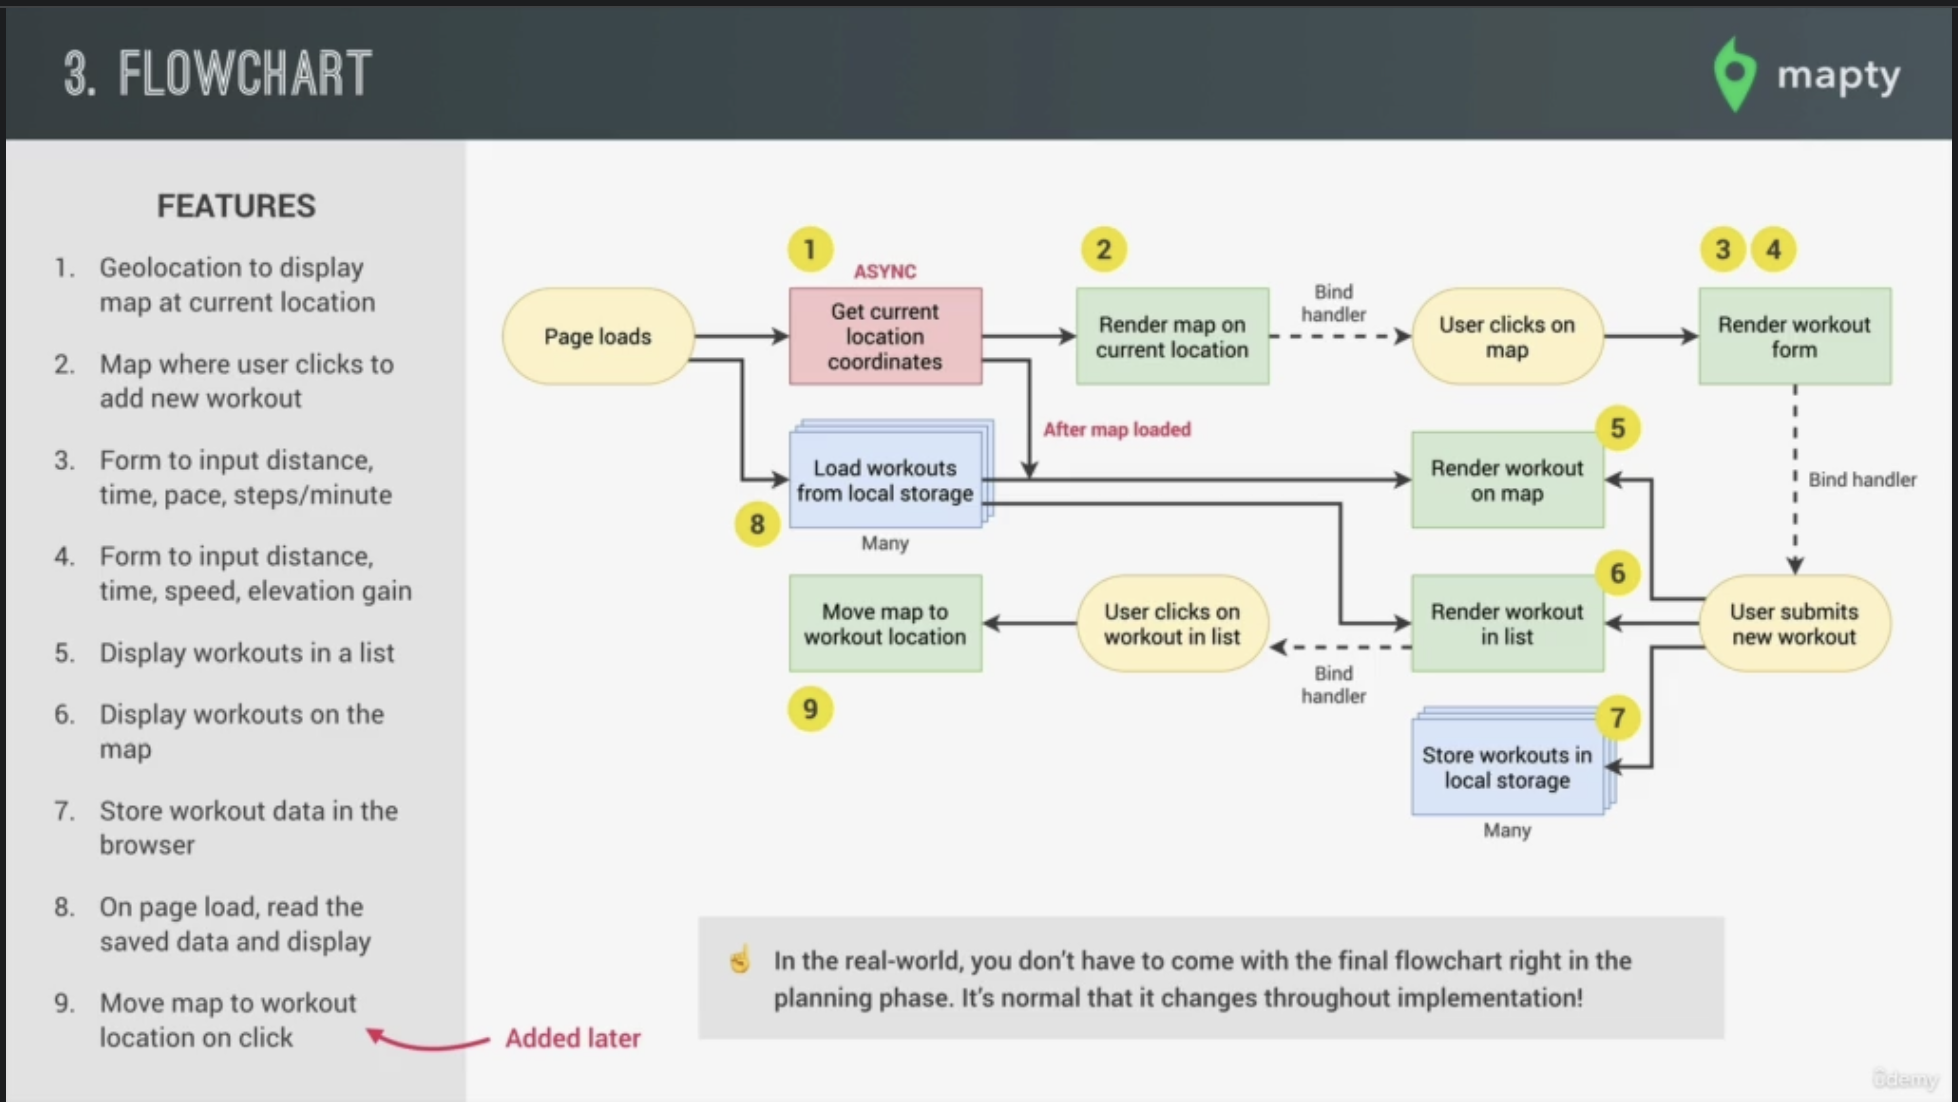 3. FLOWCHART
mapty
FEATURES
1. Geolocation to display
map at current location
2. Map where user clicks to
add new workout
3. Form to input distance,
time, pace, steps/minute
4. Form to input distance,
time, speed, elevation gain
5. Display workouts in a list
6. Display workouts on the
map
7. Store workout data in the
browser
8. On page load, read the
saved data and display
9. Move map to workout
location on click
Added later
Page loads
1
ASYNC
Get current
location
coordinates
2
Render map on
current location
Bind
handler
User clicks on
map
3 4
Render workout
form
After map loaded
Load workouts
from local storage
8
Many
5
Render workout
on map
Bind handler
Move map to
workout location
9
User clicks on
workout in list
Bind
handler
6
Render workout
in list
User submits
new workout
7
Store workouts in
local storage
Many
☝ In the real-world, you don't have to come with the final flowchart right in the
planning phase. It's normal that it changes throughout implementation!
ûdemy